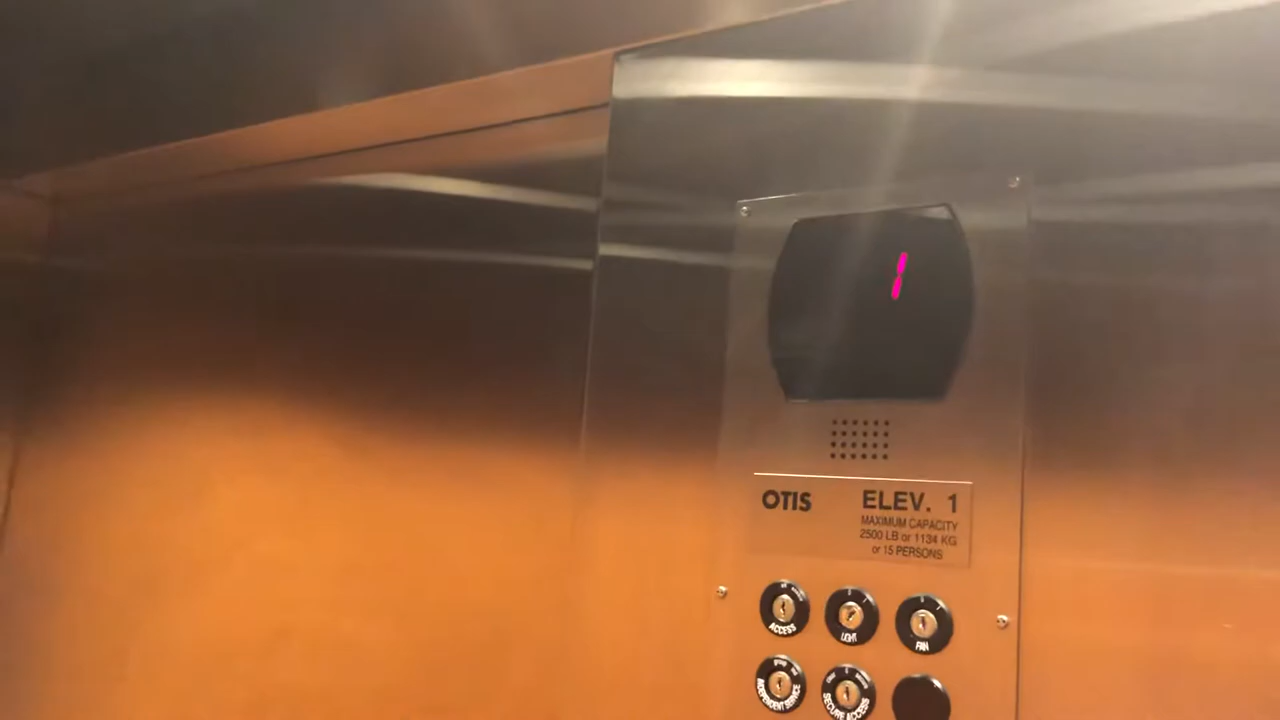 1
OTIS ELEV. 1
MAXIMUM CAPACITY
2500 LB or 1134 KG
or 15 PERSONS
ACCESS LIGHT FAN
INDEPENDENT SERVICE SECURE ACCESS